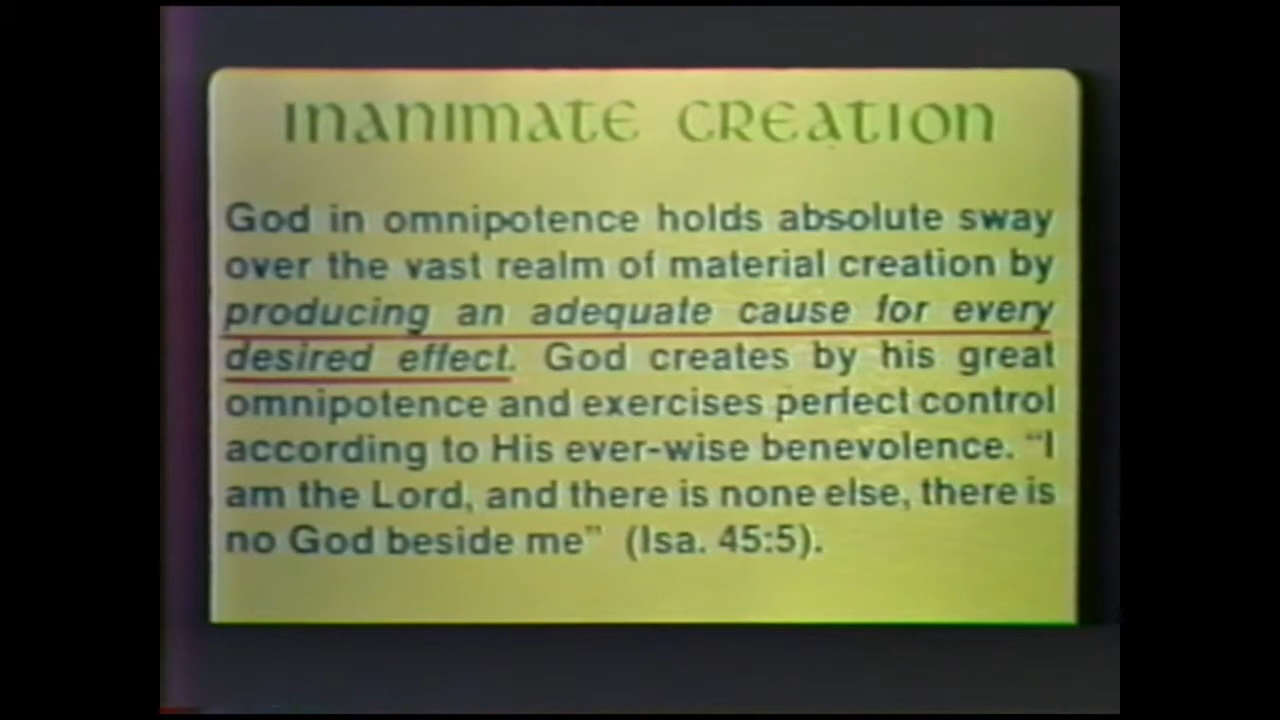 INANIMATE CREATION
God in omnipotence holds absolute sway
over the vast realm of material creation by
producing an adequate cause for every
desired effect. God creates by his great
omnipotence and exercises perfect control
according to His ever-wise benevolence. "I
am the Lord, and there is none else, there is
no God beside me" (Isa. 45:5).